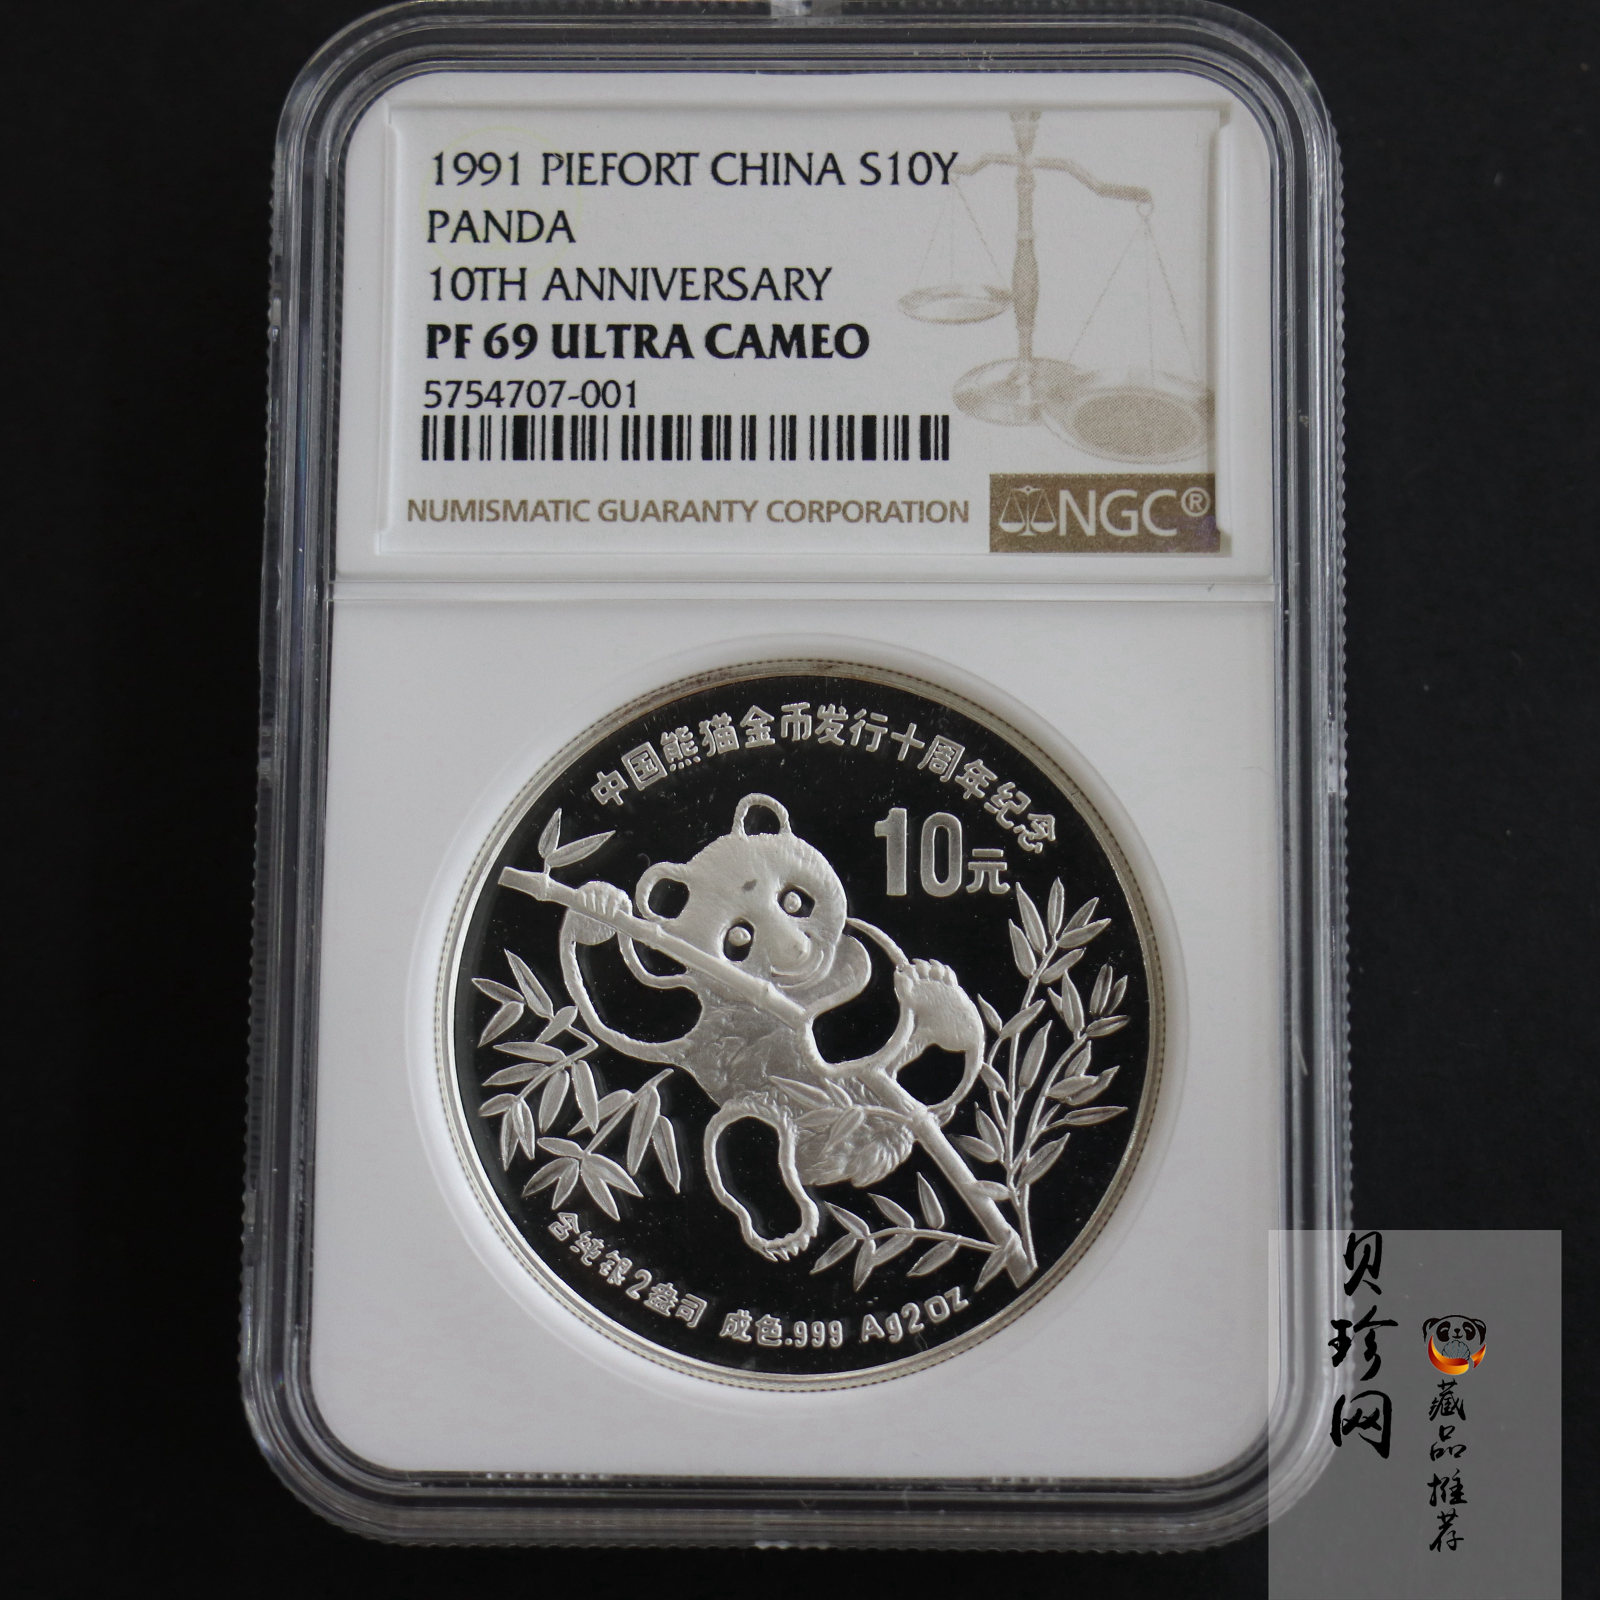 1991 PIEFORT CHINA S10Y
PANDA
10TH ANNIVERSARY
PF 69 ULTRA CAMEO
5754707-001
NUMISMATIC GUARANTY CORPORATION
NGC®
中国熊猫金币发行十周年纪念
10元
含纯银2盎司 成色.999 Ag2oz
贝珍网
藏品推荐